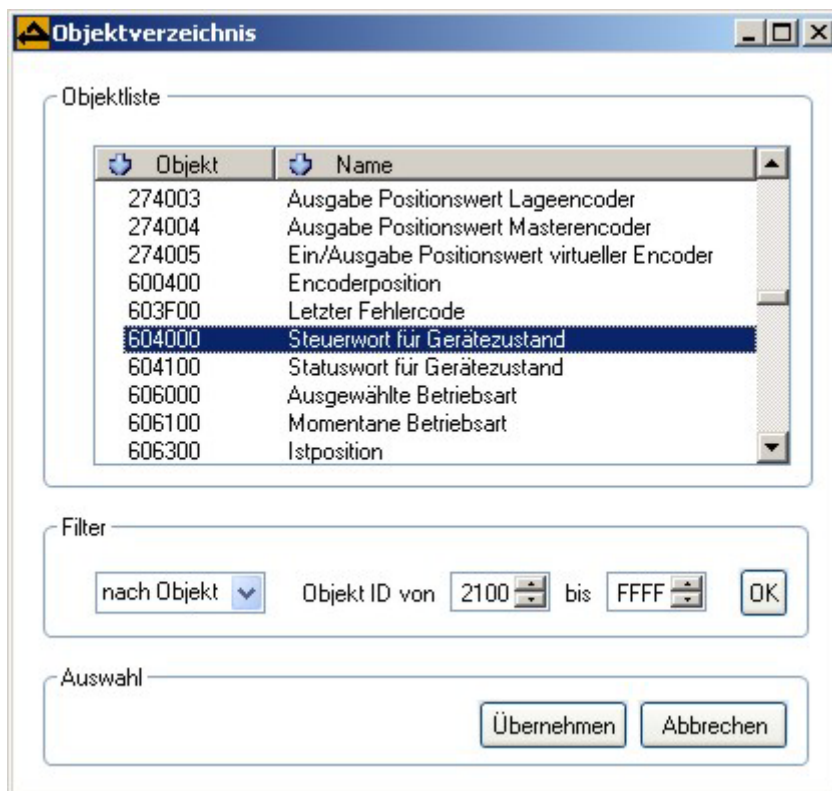 Objektverzeichnis
Objektliste
Objekt Name
274003 Ausgabe Positionswert Lageencoder
274004 Ausgabe Positionswert Masterencoder
274005 Ein/Ausgabe Positionswert virtueller Encoder
600400 Encoderposition
603F00 Letzter Fehlercode
604000 Steuerwort für Gerätezustand
604100 Statuswort für Gerätezustand
606000 Ausgewählte Betriebsart
606100 Momentane Betriebsart
606300 Istposition
Filter
nach Objekt Objekt ID von 2100 bis FFFF OK
Auswahl
Übernehmen Abbrechen